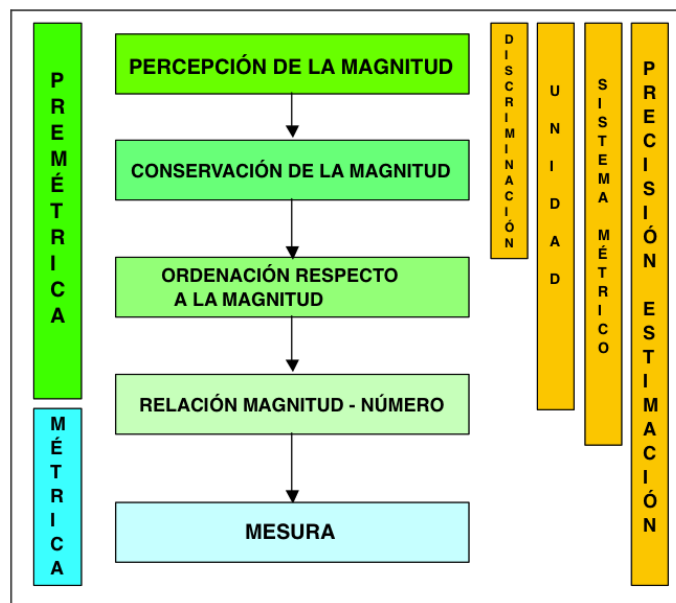 PREMÉTRICA
MÉTRICA
PERCEPCIÓN DE LA MAGNITUD
CONSERVACIÓN DE LA MAGNITUD
ORDENACIÓN RESPECTO
A LA MAGNITUD
RELACIÓN MAGNITUD - NÚMERO
MESURA
DISCRIMINACIÓN
UNIDAD
SISTEMA MÉTRICO
PRECISIÓN ESTIMACIÓN